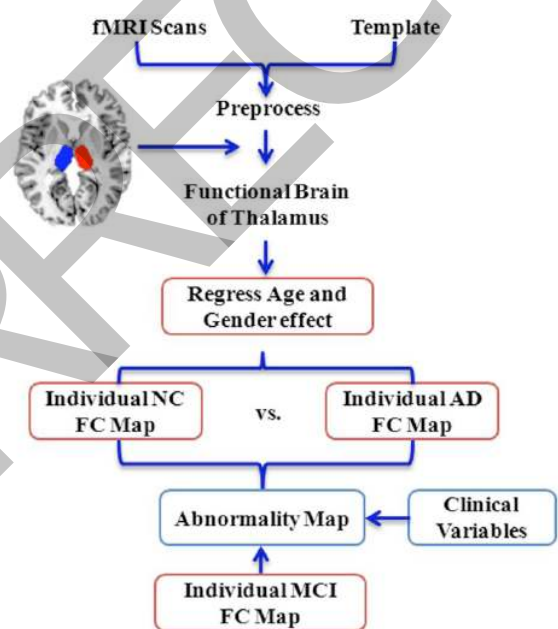 fMRI Scans
Template
Preprocess
Functional Brain
of Thalamus
Regress Age and
Gender effect
Individual NC
FC Map
vs.
Individual AD
FC Map
Abnormality Map
Clinical
Variables
Individual MCI
FC Map